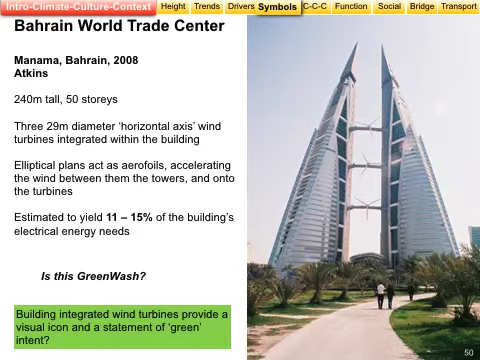 Intro-Climate-Culture-Context Height Trends Drivers Symbols C-C-C Function Social Bridge Transport
Bahrain World Trade Center
Manama, Bahrain, 2008
Atkins
240m tall, 50 storeys
Three 29m diameter ‘horizontal axis’ wind
turbines integrated within the building
Elliptical plans act as aerofoils, accelerating
the wind between them the towers, and onto
the turbines
Estimated to yield 11 – 15% of the building’s
electrical energy needs
Is this GreenWash?
Building integrated wind turbines provide a
visual icon and a statement of ‘green’
intent?
50